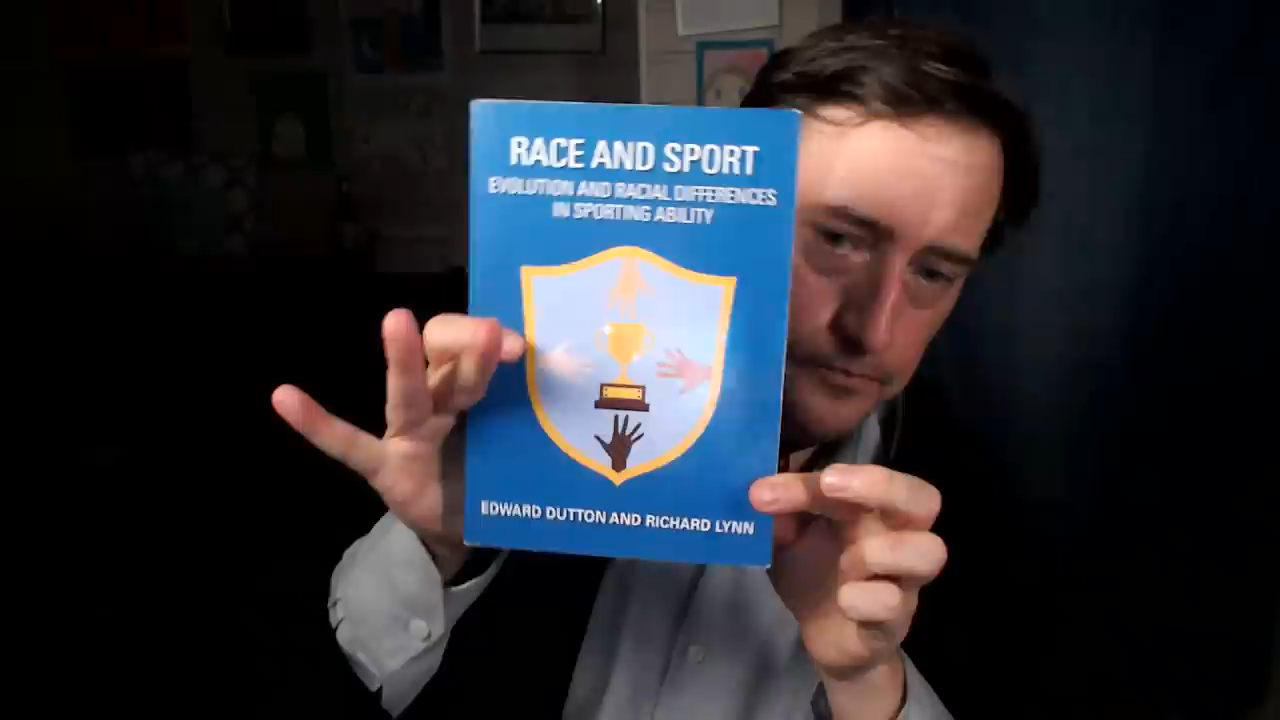 RACE AND SPORT
EVOLUTION AND RACIAL DIFFERENCES
IN SPORTING ABILITY
EDWARD DUTTON AND RICHARD LYNN